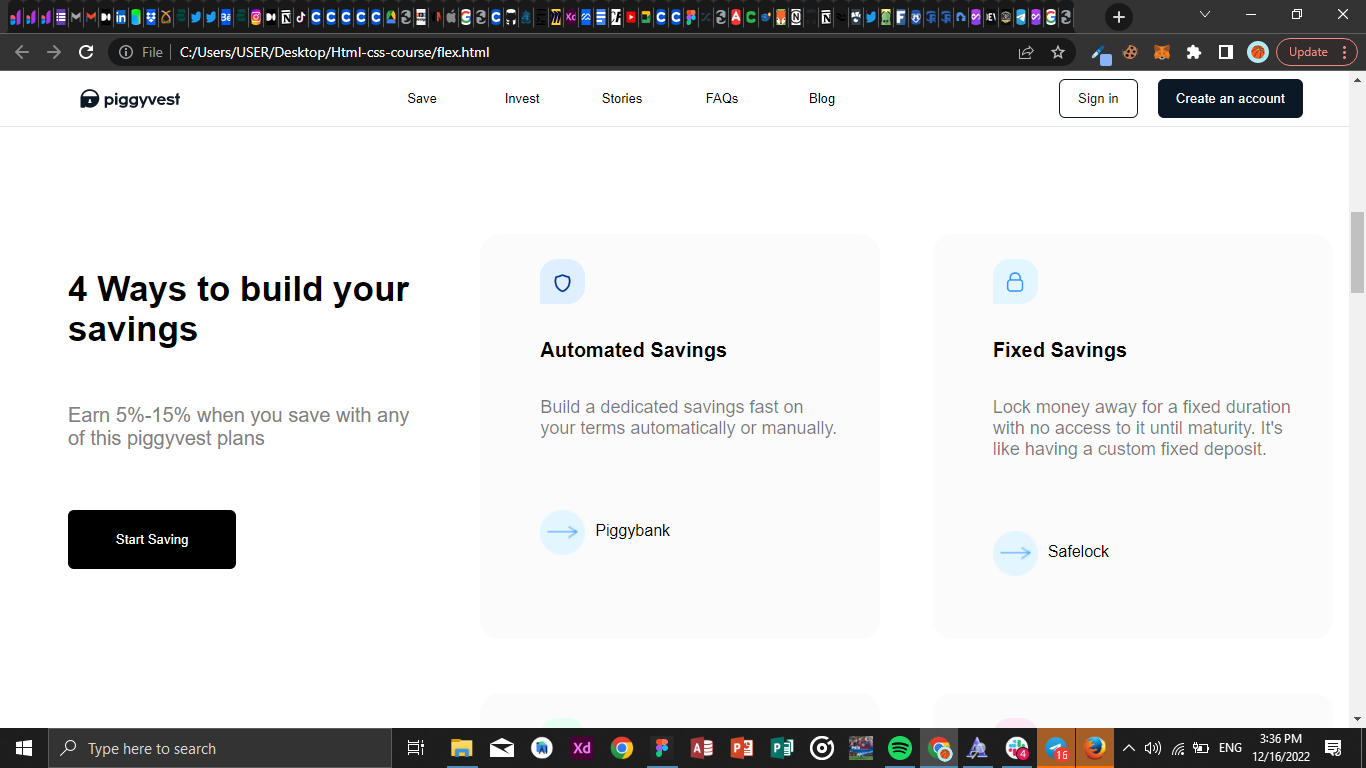 File
C:/Users/USER/Desktop/Html-css-course/flex.html
Update
piggyvest
Save
Invest
Stories
FAQs
Blog
Sign in
Create an account
4 Ways to build your
savings
Earn 5%-15% when you save with any
of this piggyvest plans
Start Saving
Automated Savings
Build a dedicated savings fast on
your terms automatically or manually.
Piggybank
Fixed Savings
Lock money away for a fixed duration
with no access to it until maturity. It's
like having a custom fixed deposit.
Safelock
Type here to search
Xd
4
16
ENG
3:36 PM
12/16/2022